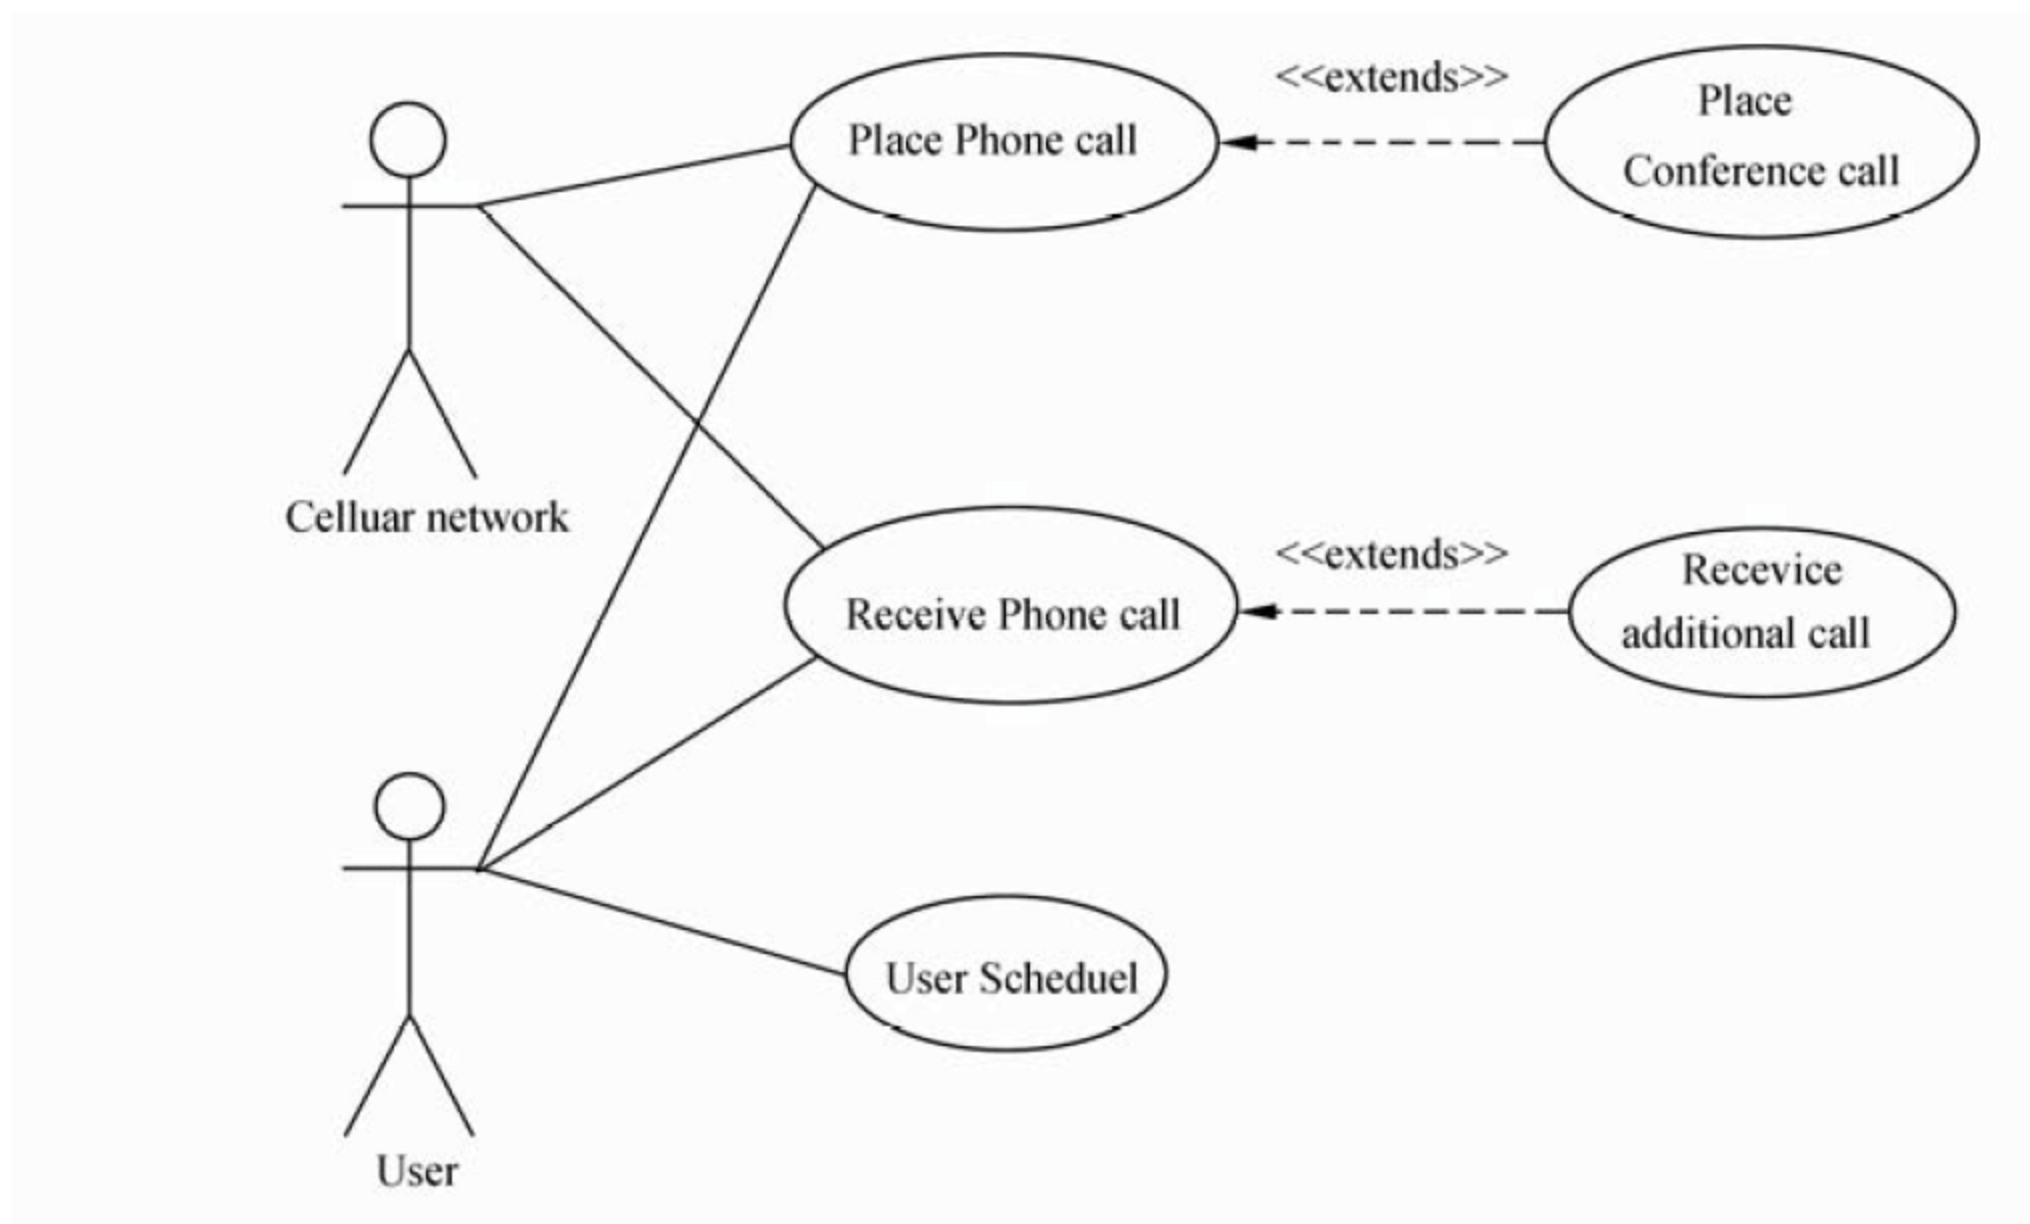 <<extends>>
Place
Place Phone call
Conference call
Celluar network
<<extends>>
Recevice
Receive Phone call
additional call
User Scheduel
User